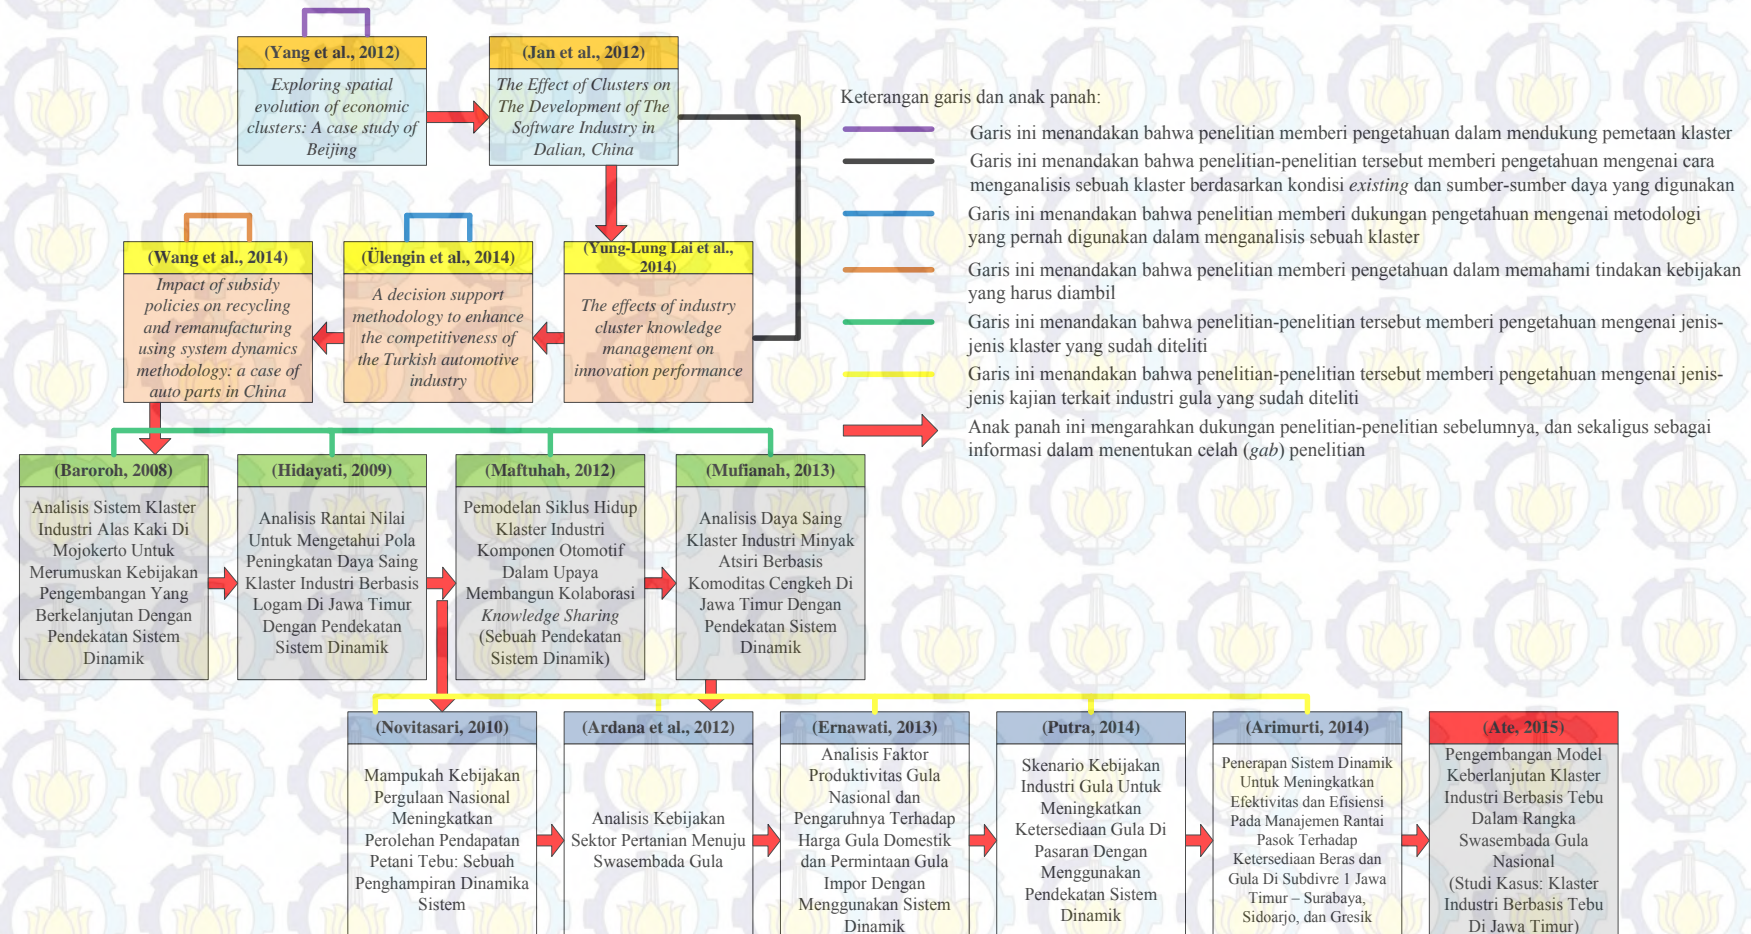 (Yang et al., 2012)
Exploring spatial
evolution of economic
clusters: A case study of
Beijing
(Jan et al., 2012)
The Effect of Clusters on
The Development of The
Software Industry in
Dalian, China
Keterangan garis dan anak panah:
Garis ini menandakan bahwa penelitian memberi pengetahuan dalam mendukung pemetaan klaster
Garis ini menandakan bahwa penelitian-penelitian tersebut memberi pengetahuan mengenai cara
menganalisis sebuah klaster berdasarkan kondisi existing dan sumber-sumber daya yang digunakan
Garis ini menandakan bahwa penelitian memberi dukungan pengetahuan mengenai metodologi
yang pernah digunakan dalam menganalisis sebuah klaster
Garis ini menandakan bahwa penelitian memberi pengetahuan dalam memahami tindakan kebijakan
yang harus diambil
Garis ini menandakan bahwa penelitian-penelitian tersebut memberi pengetahuan mengenai jenis-
jenis klaster yang sudah diteliti
Garis ini menandakan bahwa penelitian-penelitian tersebut memberi pengetahuan mengenai jenis-
jenis kajian terkait industri gula yang sudah diteliti
Anak panah ini mengarahkan dukungan penelitian-penelitian sebelumnya, dan sekaligus sebagai
informasi dalam menentukan celah (gab) penelitian
(Wang et al., 2014)
Impact of subsidy
policies on recycling
and remanufacturing
using system dynamics
methodology: a case of
auto parts in China
(Ülengin et al., 2014)
A decision support
methodology to enhance
the competitiveness of
the Turkish automotive
industry
(Yung-Lung Lai et al.,
2014)
The effects of industry
cluster knowledge
management on
innovation performance
(Baroroh, 2008)
Analisis Sistem Klaster
Industri Alas Kaki Di
Mojokerto Untuk
Merumuskan Kebijakan
Pengembangan Yang
Berkelanjutan Dengan
Pendekatan Sistem
Dinamik
(Hidayati, 2009)
Analisis Rantai Nilai
Untuk Mengetahui Pola
Peningkatan Daya Saing
Klaster Industri Berbasis
Logam Di Jawa Timur
Dengan Pendekatan
Sistem Dinamik
(Maftuhah, 2012)
Pemodelan Siklus Hidup
Klaster Industri
Komponen Otomotif
Dalam Upaya
Membangun Kolaborasi
Knowledge Sharing
(Sebuah Pendekatan
Sistem Dinamik)
(Mufianah, 2013)
Analisis Daya Saing
Klaster Industri Minyak
Atsiri Berbasis
Komoditas Cengkeh Di
Jawa Timur Dengan
Pendekatan Sistem
Dinamik
(Novitasari, 2010)
Mampukah Kebijakan
Pergulaan Nasional
Meningkatkan
Perolehan Pendapatan
Petani Tebu: Sebuah
Penghampiran Dinamika
Sistem
(Ardana et al., 2012)
Analisis Kebijakan
Sektor Pertanian Menuju
Swasembada Gula
(Ernawati, 2013)
Analisis Faktor
Produktivitas Gula
Nasional dan
Pengaruhnya Terhadap
Harga Gula Domestik
dan Permintaan Gula
Impor Dengan
Menggunakan Sistem
Dinamik
(Putra, 2014)
Skenario Kebijakan
Industri Gula Untuk
Meningkatkan
Ketersediaan Gula Di
Pasaran Dengan
Menggunakan
Pendekatan Sistem
Dinamik
(Arimurti, 2014)
Penerapan Sistem Dinamik
Untuk Meningkatkan
Efektivitas dan Efisiensi
Pada Manajemen Rantai
Pasok Terhadap
Ketersediaan Beras dan
Gula Di Subdivre 1 Jawa
Timur – Surabaya,
Sidoarjo, dan Gresik
(Ate, 2015)
Pengembangan Model
Keberlanjutan Klaster
Industri Berbasis Tebu
Dalam Rangka
Swasembada Gula
Nasional
(Studi Kasus: Klaster
Industri Berbasis Tebu
Di Jawa Timur)